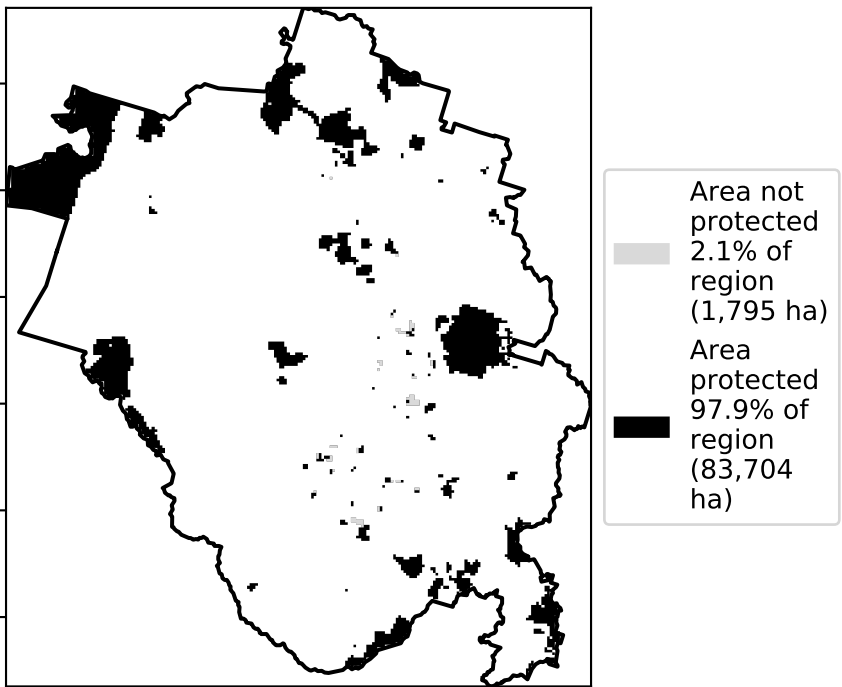 Area not
protected
2.1% of
region
(1,795 ha)
Area
protected
97.9% of
region
(83,704
ha)